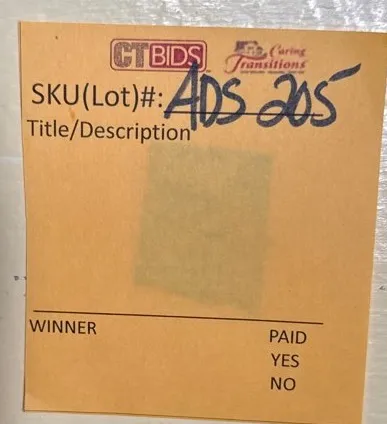 CTBIDS Caring Transitions
SKU(Lot)#: ADS 205
Title/Description
WINNER PAID
YES
NO